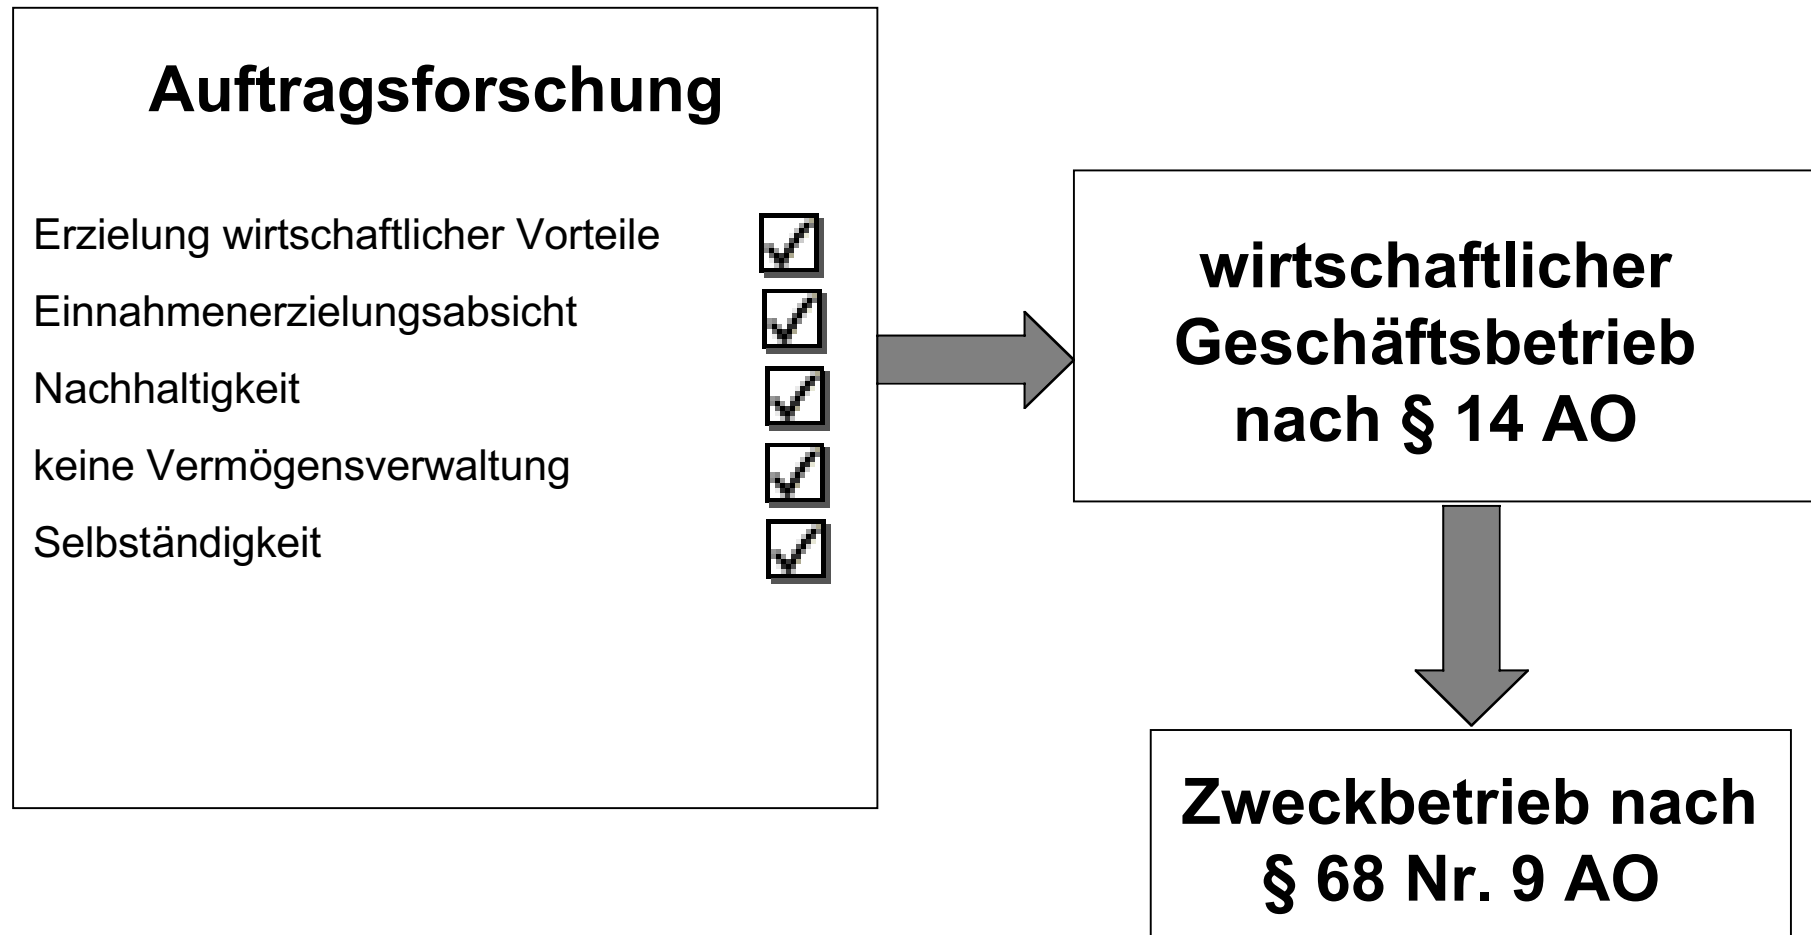 Auftragsforschung
Erzielung wirtschaftlicher Vorteile
Einnahmenerzielungsabsicht
Nachhaltigkeit
keine Vermögensverwaltung
Selbständigkeit
wirtschaftlicher
Geschäftsbetrieb
nach § 14 AO
Zweckbetrieb nach
§ 68 Nr. 9 AO